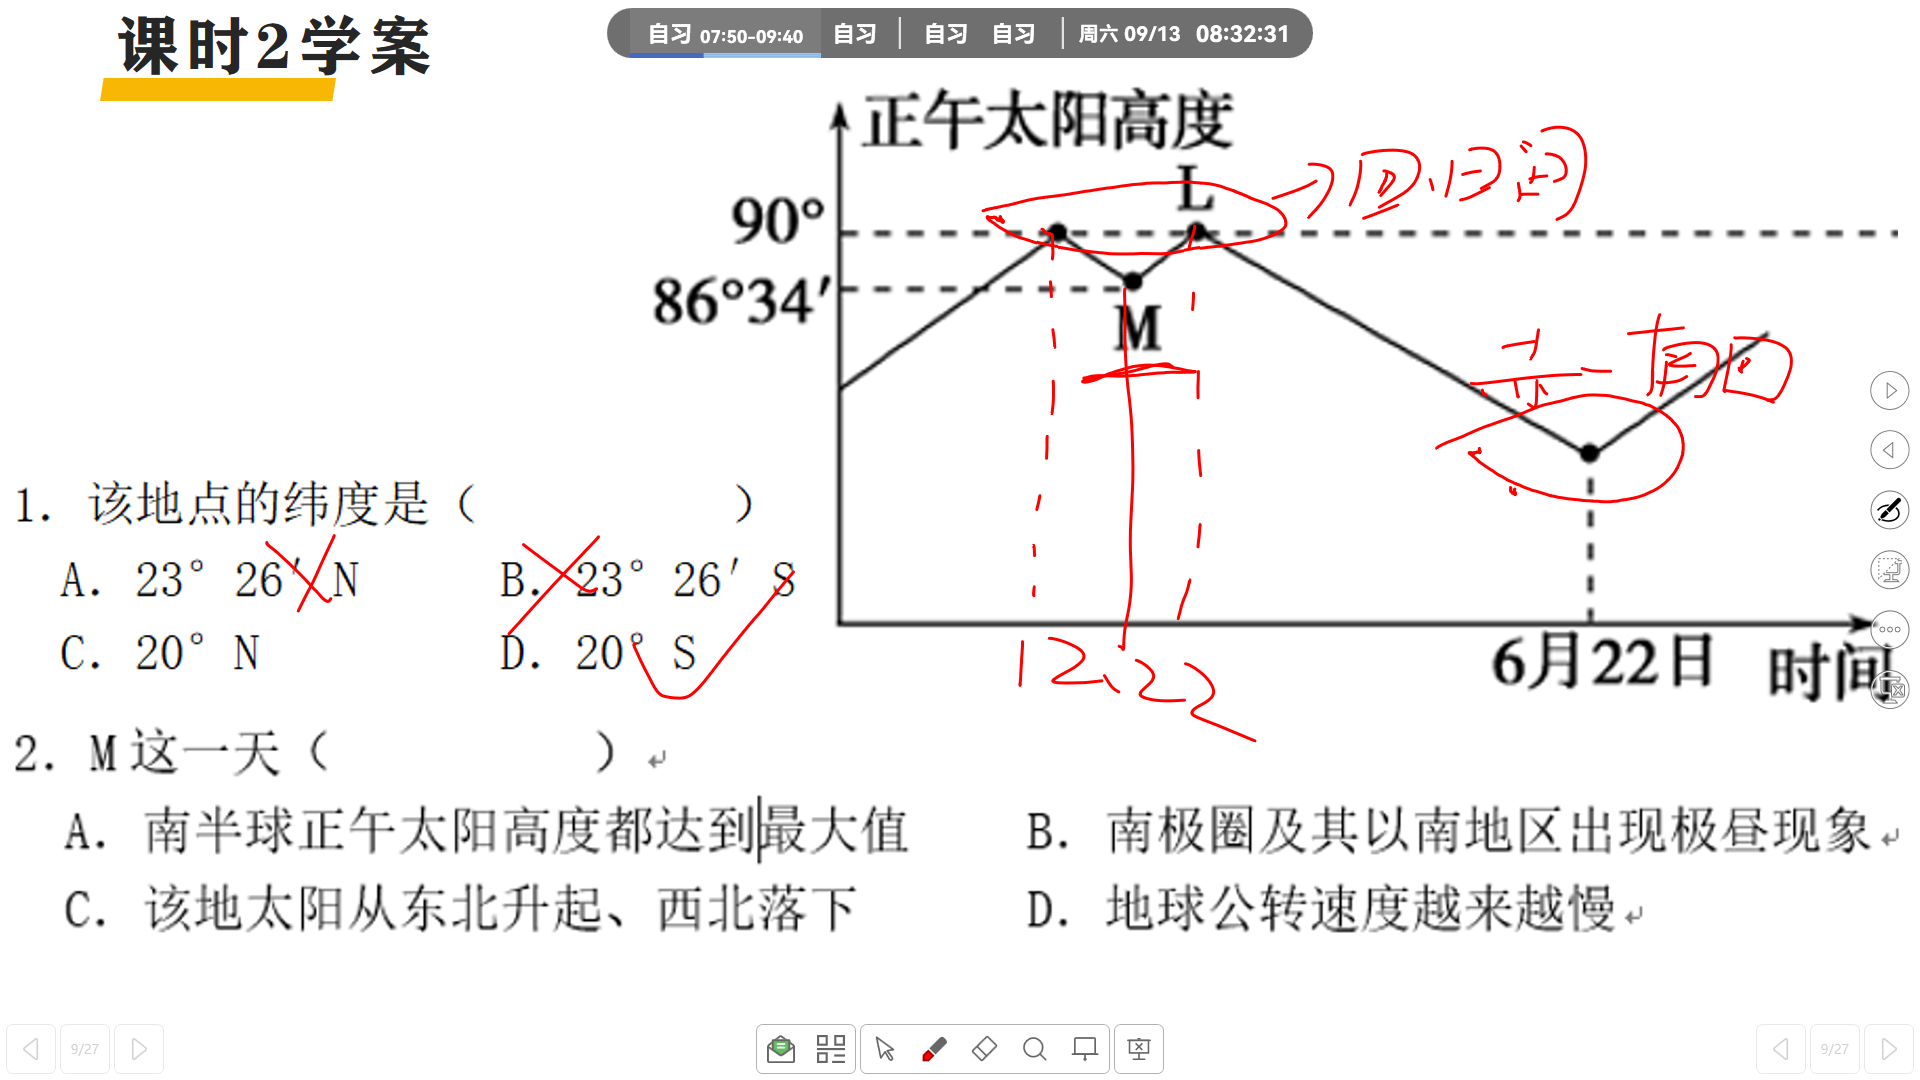 课时2学案
自习 07:50-09:40 自习 自习 自习 周六 09/13 08:32:31
正午太阳高度
L
90°
86°34′
M
1. 该地点的纬度是（ ）
A. 23° 26′ N B. 23° 26′ S
C. 20° N D. 20° S
12.22
6月22日 时间
2. M 这一天（ ）
A. 南半球正午太阳高度都达到最大值 B. 南极圈及其以南地区出现极昼现象
C. 该地太阳从东北升起、西北落下 D. 地球公转速度越来越慢
9/27 9/27